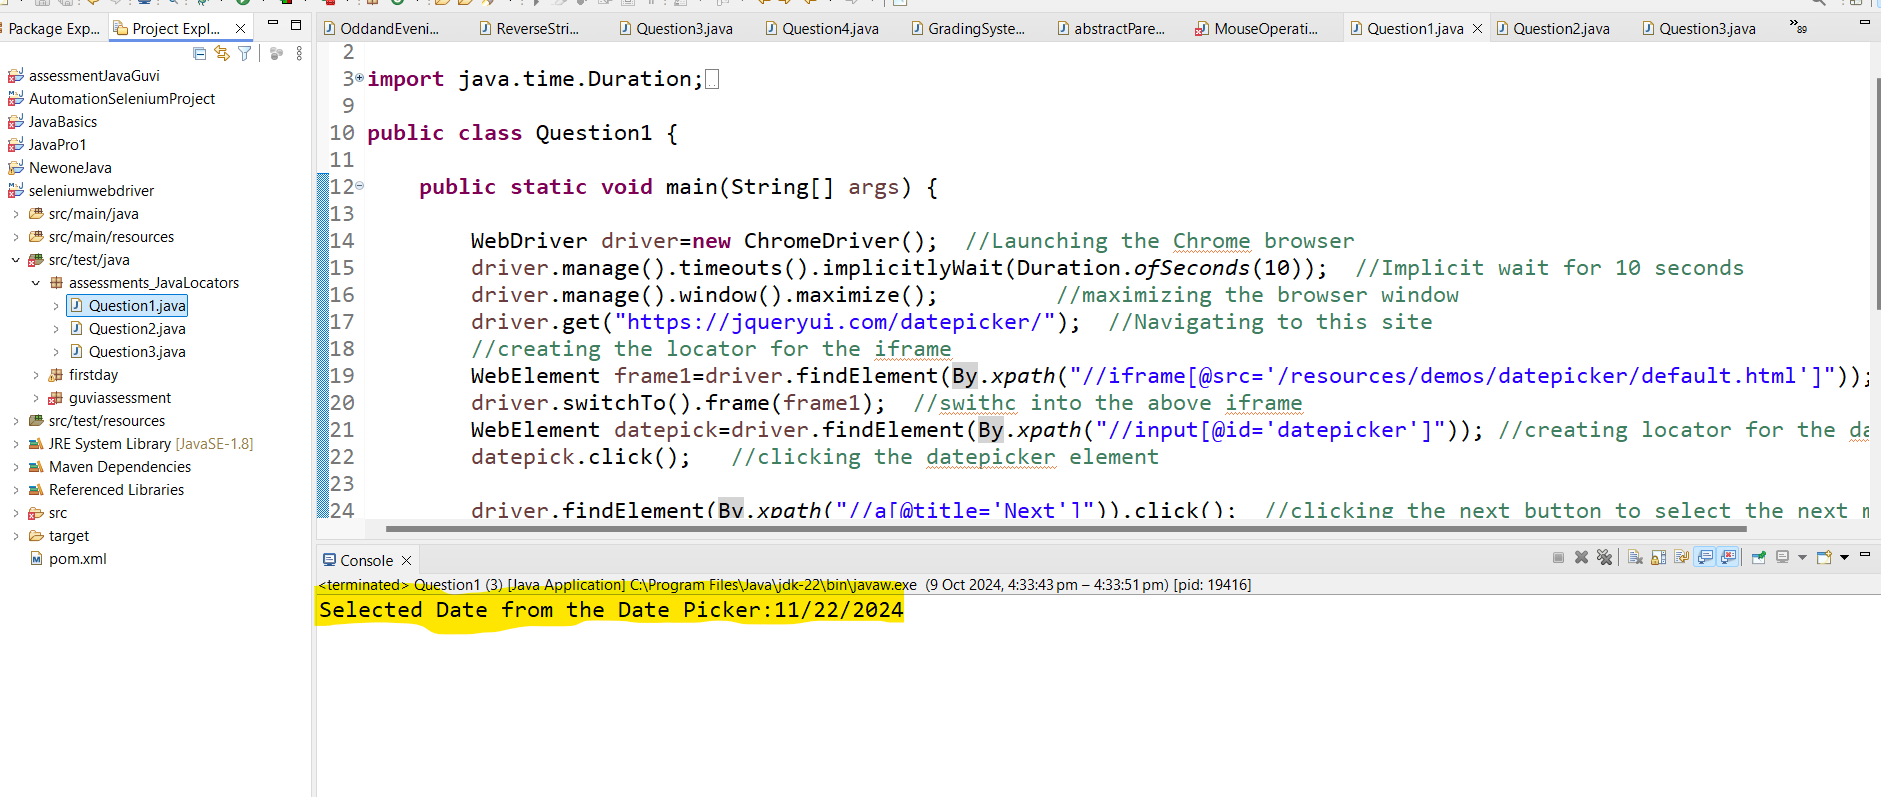 Package Exp...
Project Expl...
assessmentJavaGuvi
AutomationSeleniumProject
JavaBasics
JavaPro1
NewoneJava
seleniumwebdriver
src/main/java
src/main/resources
src/test/java
assessments_JavaLocators
Question1.java
Question2.java
Question3.java
firstday
guviassessment
src/test/resources
JRE System Library [JavaSE-1.8]
Maven Dependencies
Referenced Libraries
src
target
pom.xml
OddandEveni...
ReverseStri...
Question3.java
Question4.java
GradingSyste...
abstractPare...
MouseOperati...
Question1.java
Question2.java
Question3.java
»89
2
3 import java.time.Duration;
9
10 public class Question1 {
11
12 public static void main(String[] args) {
13
14 WebDriver driver=new ChromeDriver(); //Launching the Chrome browser
15 driver.manage().timeouts().implicitlyWait(Duration.ofSeconds(10)); //Implicit wait for 10 seconds
16 driver.manage().window().maximize(); //maximizing the browser window
17 driver.get("https://jqueryui.com/datepicker/"); //Navigating to this site
18 //creating the locator for the iframe
19 WebElement frame1=driver.findElement(By.xpath("//iframe[@src='/resources/demos/datepicker/default.html']"));
20 driver.switchTo().frame(frame1); //swithc into the above iframe
21 WebElement datepick=driver.findElement(By.xpath("//input[@id='datepicker']")); //creating locator for the da
22 datepick.click(); //clicking the datepicker element
23
24 driver.findElement(By.xpath("//a[@title='Next']")).click(); //clicking the next button to select the next m
Console
<terminated> Question1 (3) [Java Application] C:\Program Files\Java\jdk-22\bin\javaw.exe (9 Oct 2024, 4:33:43 pm – 4:33:51 pm) [pid: 19416]
Selected Date from the Date Picker:11/22/2024